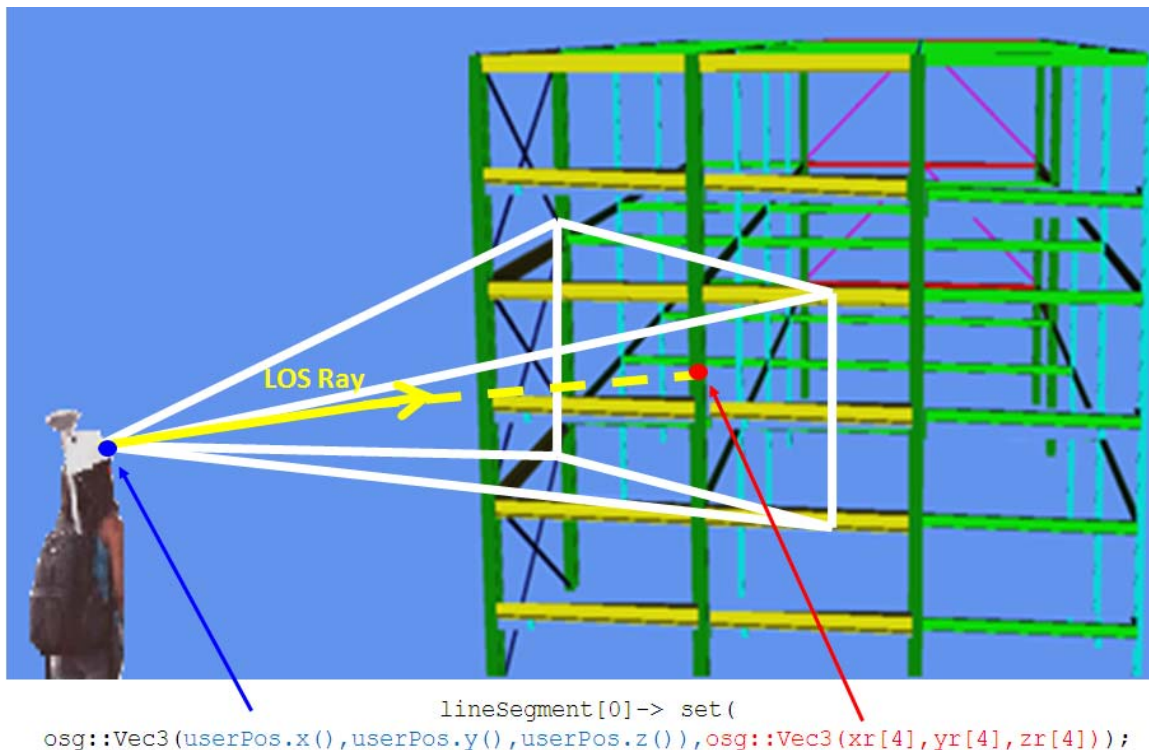 LOS Ray
lineSegment[0]-> set(
osg::Vec3(userPos.x(),userPos.y(),userPos.z()),osg::Vec3(xr[4],yr[4],zr[4]));